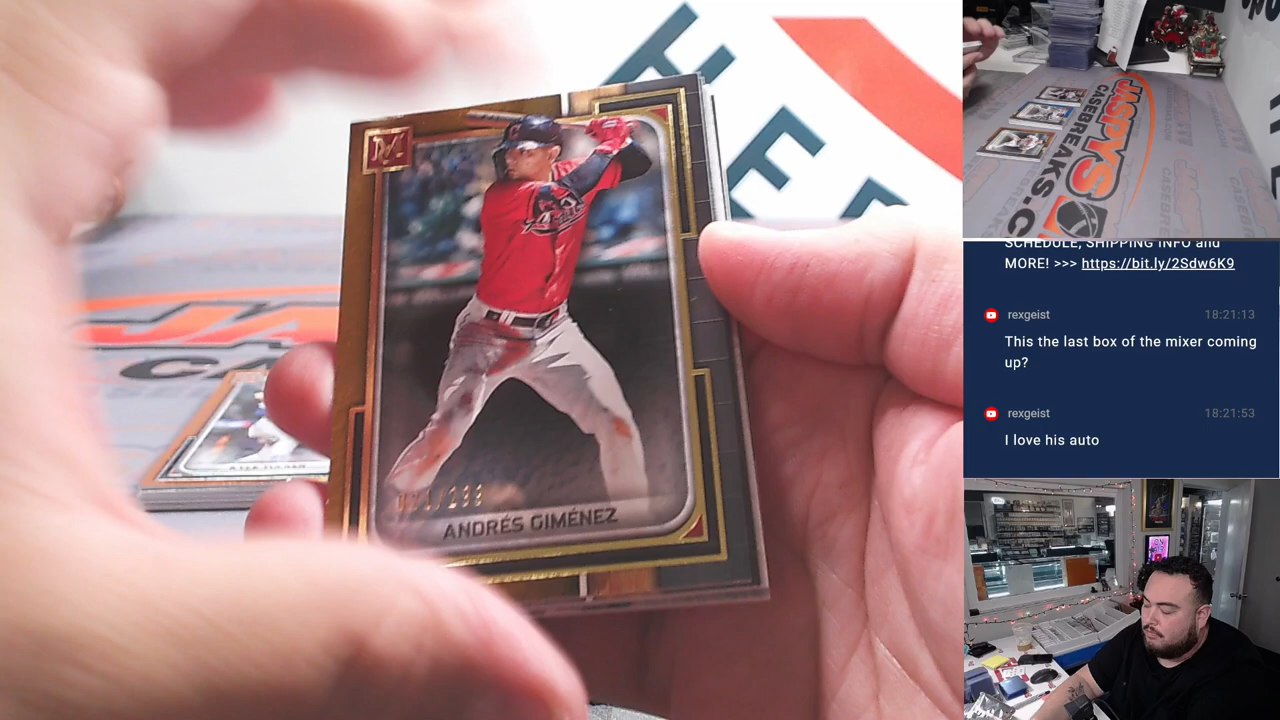 M
ANDRÉS GIMÉNEZ
JASPYS
CASEBREAKS.C
SCHEDULE, SHIPPING INFO and
MORE! >>> https://bit.ly/2Sdw6K9
rexgeist 18:21:13
This the last box of the mixer coming
up?
rexgeist 18:21:53
I love his auto